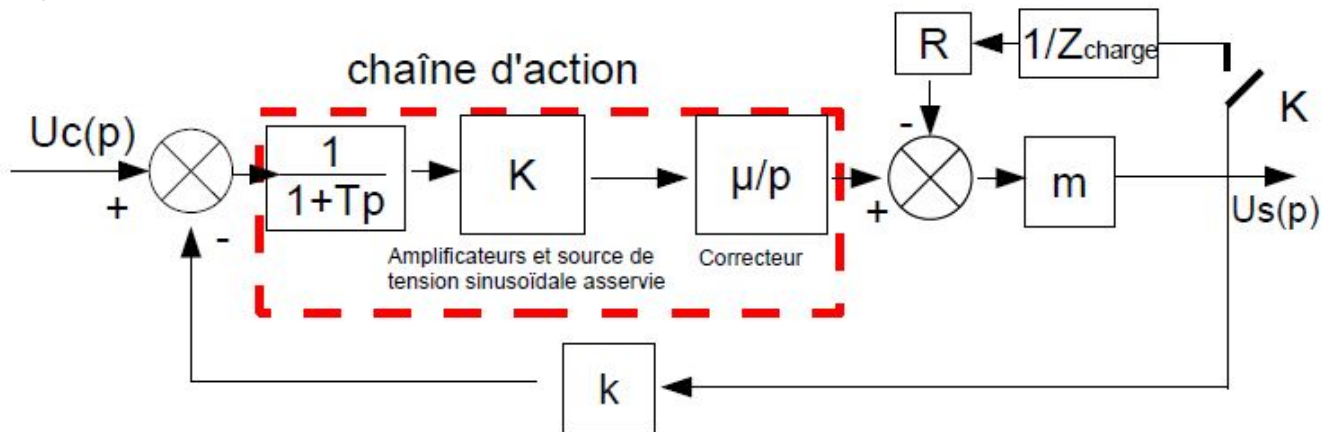 R
1/Zcharge
chaîne d'action
K
Uc(p)
+
-
1
1+Tp
K
µ/p
+
-
m
Us(p)
Amplificateurs et source de
tension sinusoïdale asservie
Correcteur
k